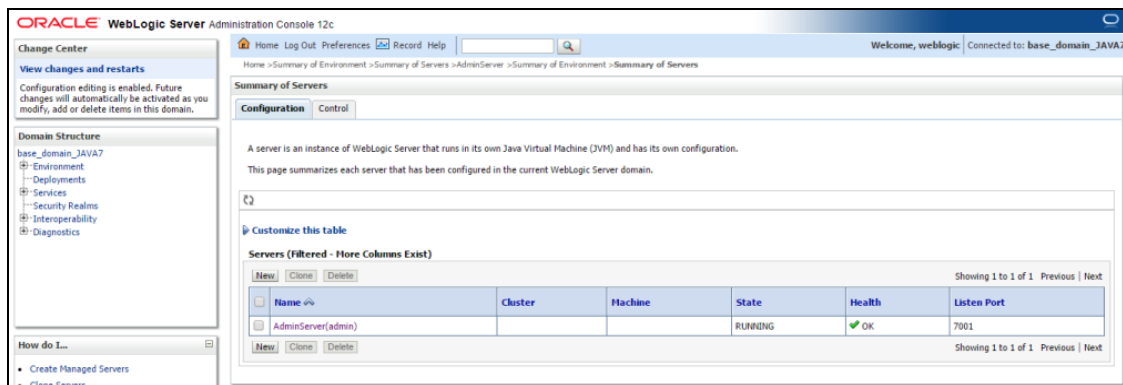 ORACLE WebLogic Server Administration Console 12c
Change Center
View changes and restarts
Configuration editing is enabled. Future
changes will automatically be activated as you
modify, add or delete items in this domain.
Domain Structure
base_domain_JAVA7
Environment
Deployments
Services
Security Realms
Interoperability
Diagnostics
How do I...
Create Managed Servers
Clone Servers
Home Log Out Preferences Record Help
Welcome, weblogic Connected to: base_domain_JAVA7
Home >Summary of Environment >Summary of Servers >AdminServer >Summary of Environment >Summary of Servers
Summary of Servers
Configuration Control
A server is an instance of WebLogic Server that runs in its own Java Virtual Machine (JVM) and has its own configuration.
This page summarizes each server that has been configured in the current WebLogic Server domain.
Customize this table
Servers (Filtered - More Columns Exist)
New Clone Delete Showing 1 to 1 of 1 Previous | Next
Name Cluster Machine State Health Listen Port
AdminServer(admin) RUNNING OK 7001
New Clone Delete Showing 1 to 1 of 1 Previous | Next